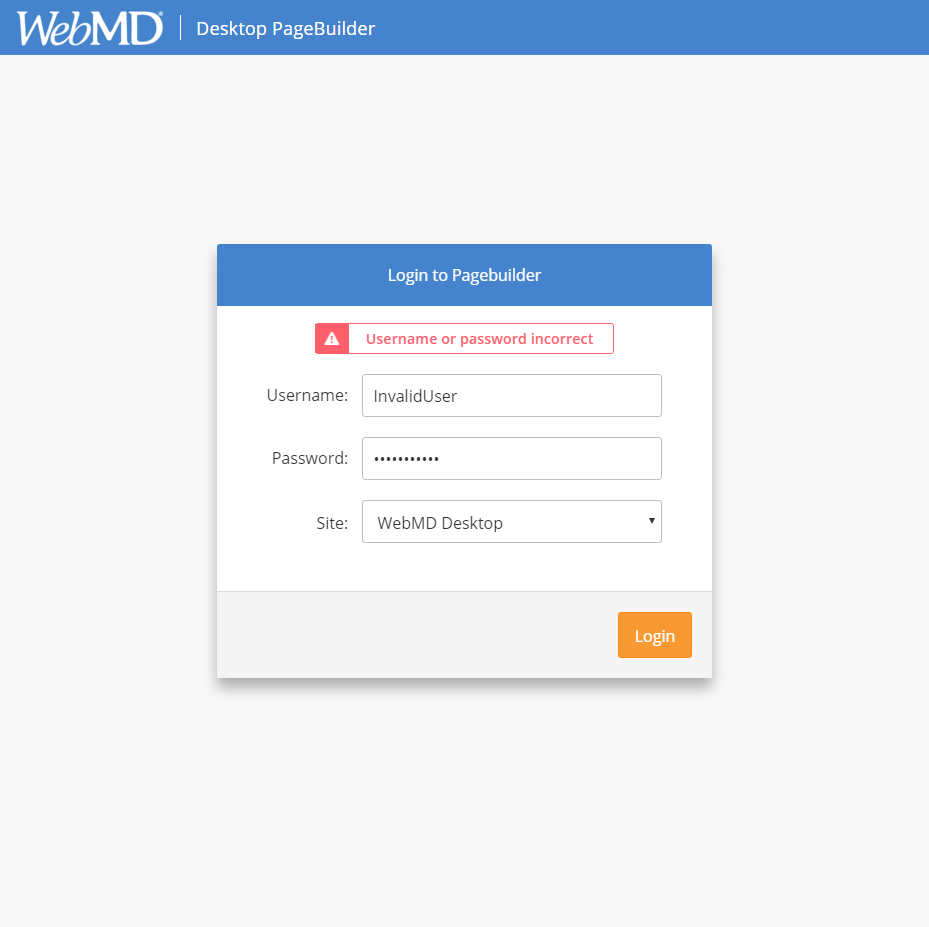 WebMD® Desktop PageBuilder
Login to Pagebuilder
Username or password incorrect
Username: InvalidUser
Password: •••••••••••
Site: WebMD Desktop
Login